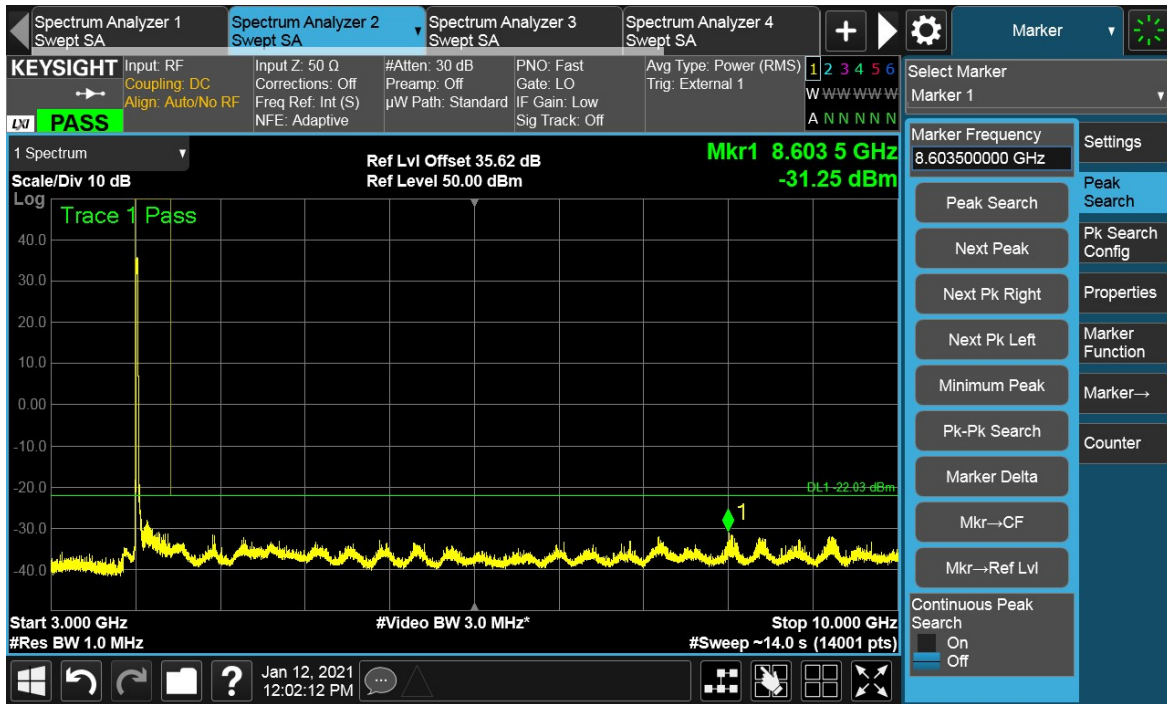 Spectrum Analyzer 1
Swept SA
Spectrum Analyzer 2
Swept SA
Spectrum Analyzer 3
Swept SA
Spectrum Analyzer 4
Swept SA
+
Marker
KEYSIGHT
LXI PASS
Input: RF
Coupling: DC
Align: Auto/No RF
Input Z: 50 Ω
Corrections: Off
Freq Ref: Int (S)
NFE: Adaptive
#Atten: 30 dB
Preamp: Off
µW Path: Standard
PNO: Fast
Gate: LO
IF Gain: Low
Sig Track: Off
Avg Type: Power (RMS)
Trig: External 1
1 2 3 4 5 6
W W W W W W
A N N N N N
Select Marker
Marker 1
1 Spectrum
Scale/Div 10 dB
Log
Ref Lvl Offset 35.62 dB
Ref Level 50.00 dBm
Mkr1 8.603 5 GHz
-31.25 dBm
Trace 1 Pass
40.0
30.0
20.0
10.0
0.00
-10.0
-20.0
-30.0
-40.0
DL1 -22.03 dBm
1
Start 3.000 GHz
#Res BW 1.0 MHz
#Video BW 3.0 MHz*
Stop 10.000 GHz
#Sweep ~14.0 s (14001 pts)
Marker Frequency
8.603500000 GHz
Peak Search
Next Peak
Next Pk Right
Next Pk Left
Minimum Peak
Pk-Pk Search
Marker Delta
Mkr→CF
Mkr→Ref Lvl
Continuous Peak
Search
On
Off
Settings
Peak
Search
Pk Search
Config
Properties
Marker
Function
Marker→
Counter
?
Jan 12, 2021
12:02:12 PM